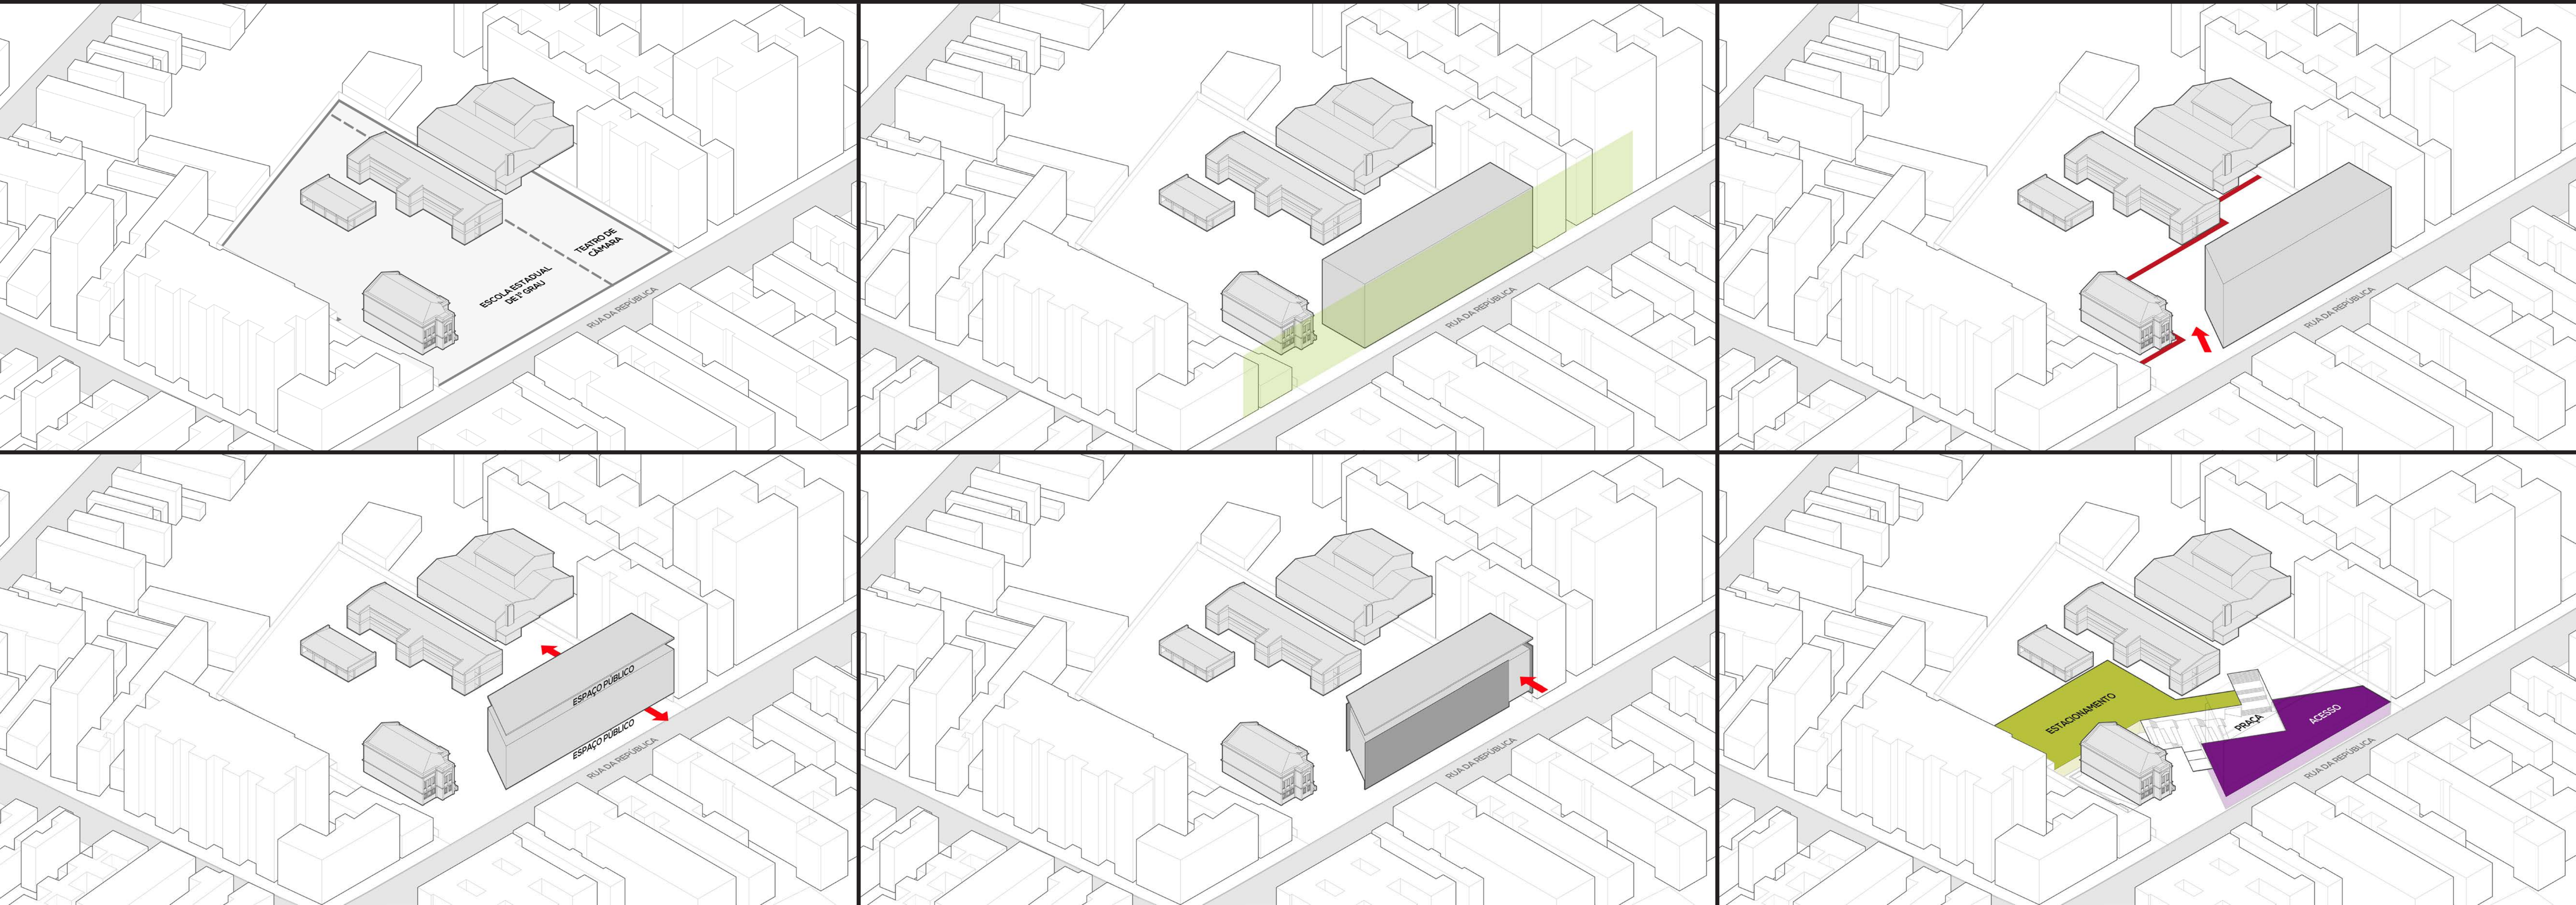 TEATRO DE
CÂMARA
ESCOLA ESTADUAL
DE 1º GRAU
RUA DA REPÚBLICA
RUA DA REPÚBLICA
RUA DA REPÚBLICA
ESPAÇO PÚBLICO
ESPAÇO PÚBLICO
RUA DA REPÚBLICA
RUA DA REPÚBLICA
ESTACIONAMENTO
PRAÇA
ACESSO
RUA DA REPÚBLICA